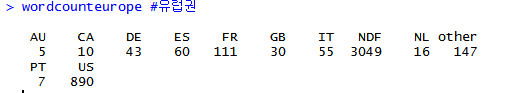 > wordcounteurope #유럽권
AU CA DE ES FR GB IT NDF NL other
5 10 43 60 111 30 55 3049 16 147
PT US
7 890